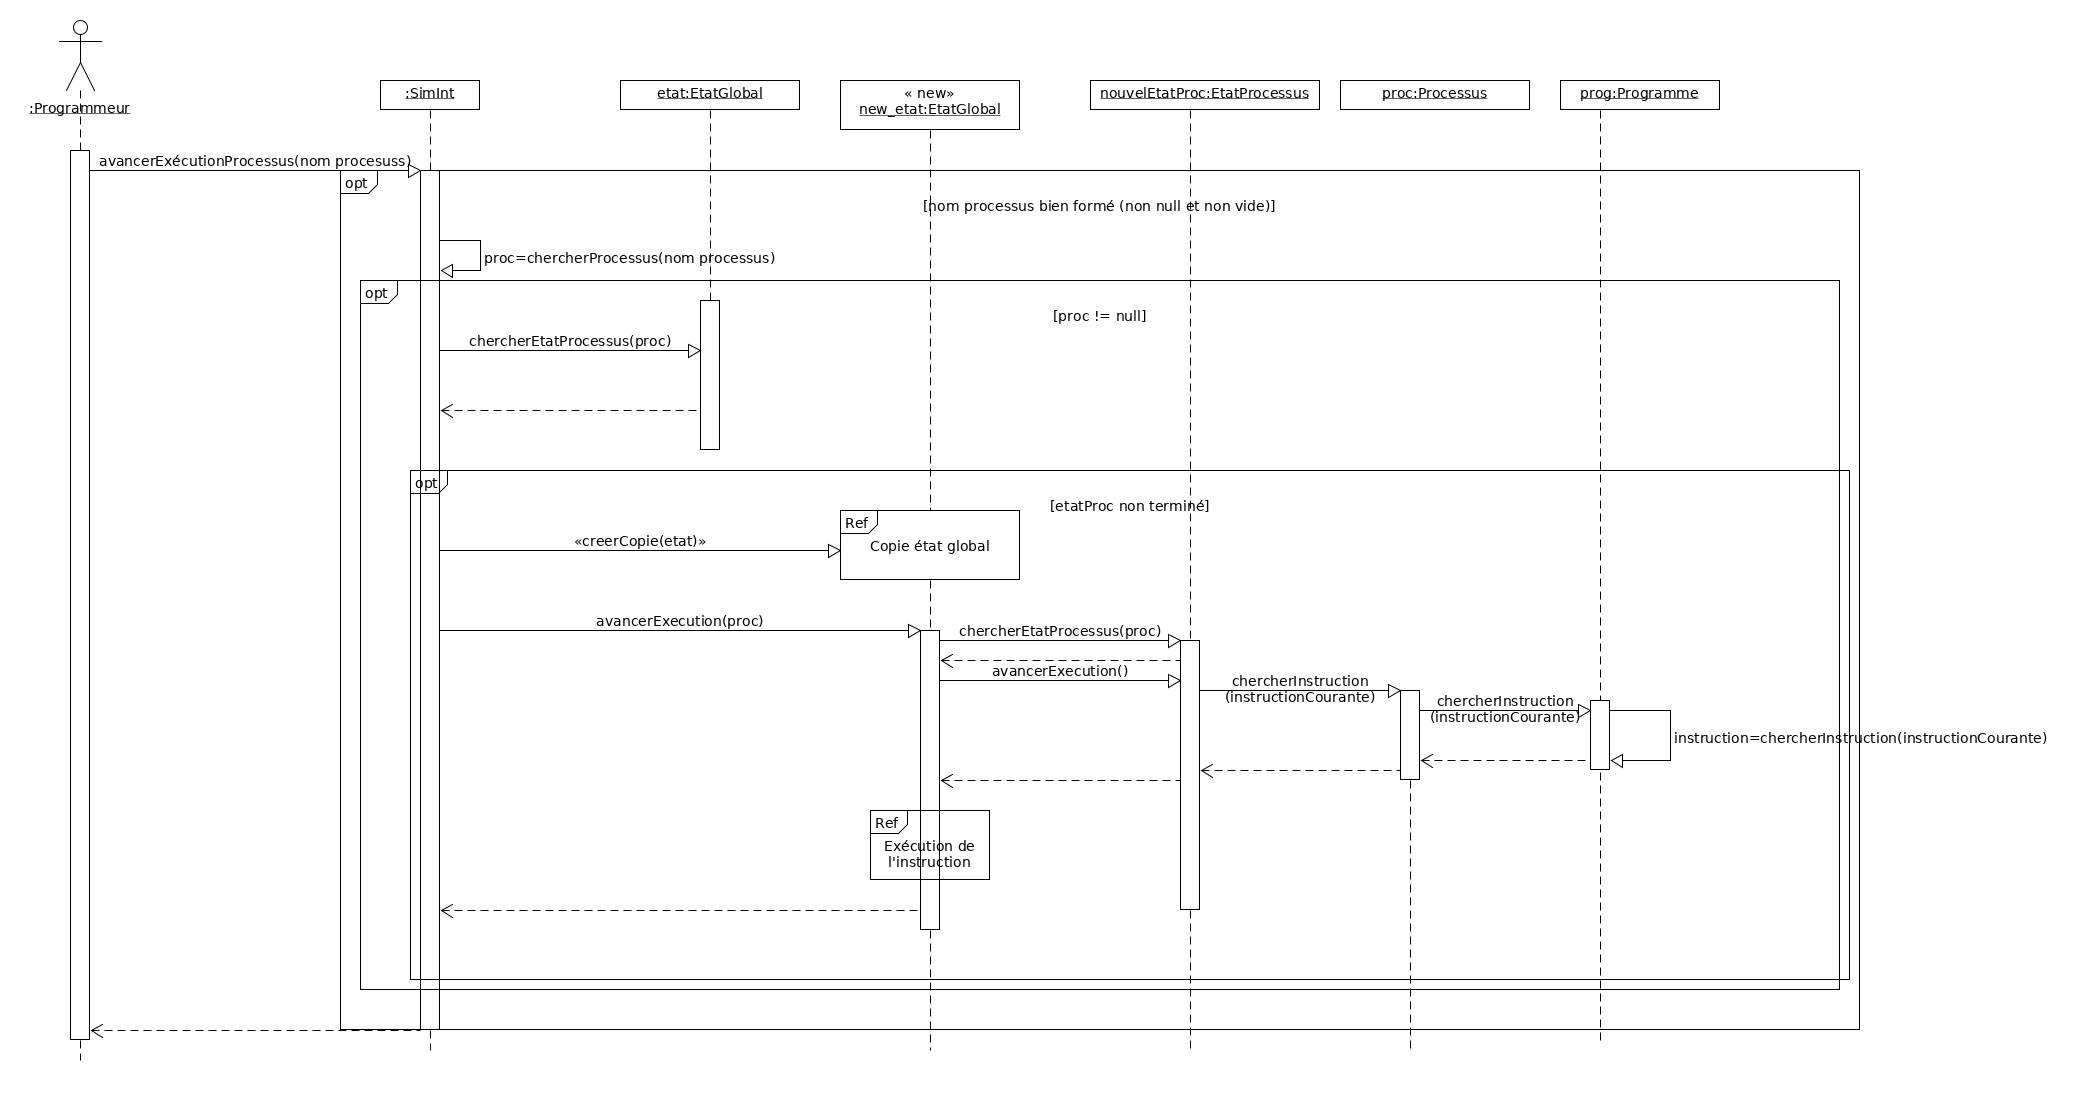 :Programmeur
:SimInt
etat:EtatGlobal
« new»
new_etat:EtatGlobal
nouvelEtatProc:EtatProcessus
proc:Processus
prog:Programme
avancerExécutionProcessus(nom procesuss)
opt
[nom processus bien formé (non null et non vide)]
proc=chercherProcessus(nom processus)
opt
[proc != null]
chercherEtatProcessus(proc)
opt
[etatProc non terminé]
Ref
Copie état global
«creerCopie(etat)»
avancerExecution(proc)
chercherEtatProcessus(proc)
avancerExecution()
chercherInstruction
(instructionCourante)
chercherInstruction
(instructionCourante)
instruction=chercherInstruction(instructionCourante)
Ref
Exécution de
l'instruction